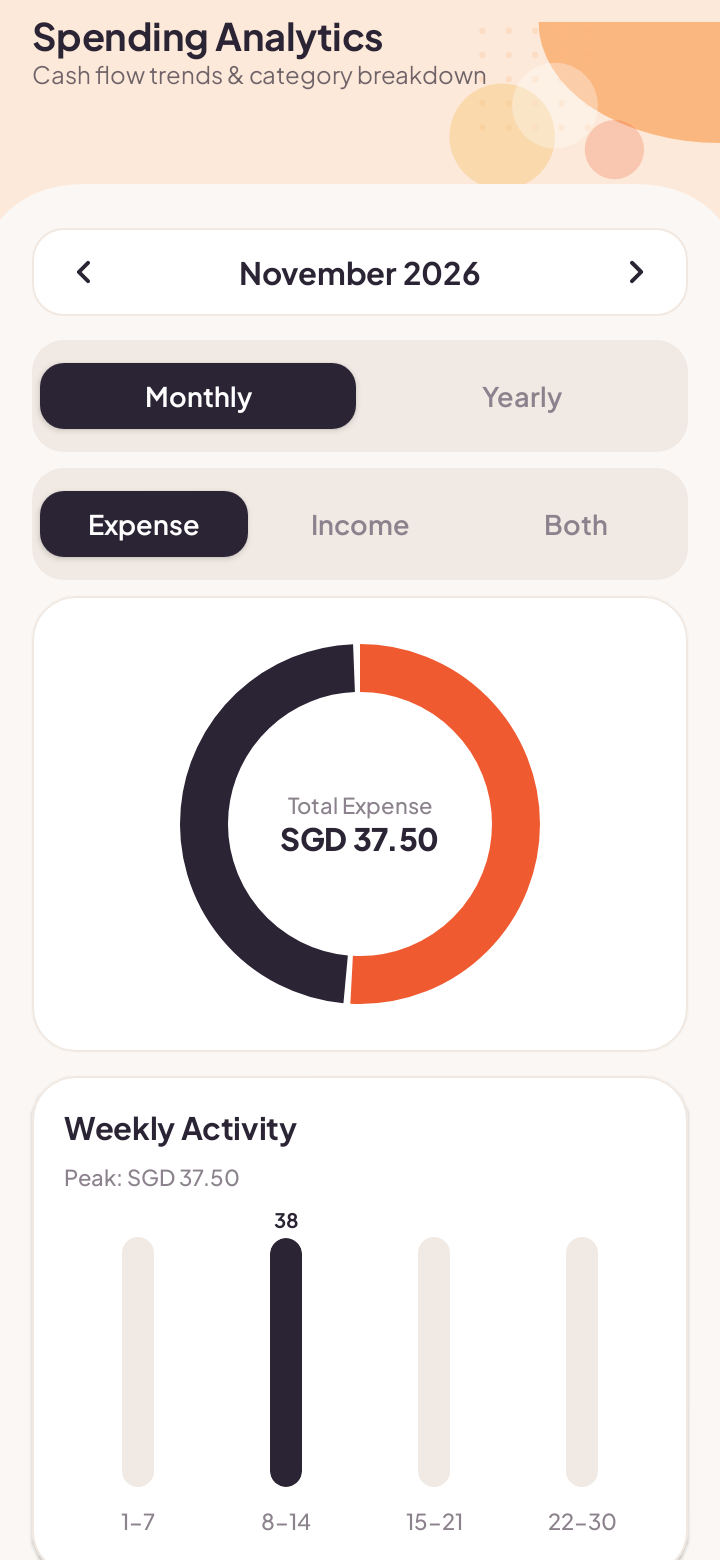 Spending Analytics
Cash flow trends & category breakdown
November 2026
Monthly
Yearly
Expense
Income
Both
Total Expense
SGD 37.50
Weekly Activity
Peak: SGD 37.50
38
1–7
8–14
15–21
22–30